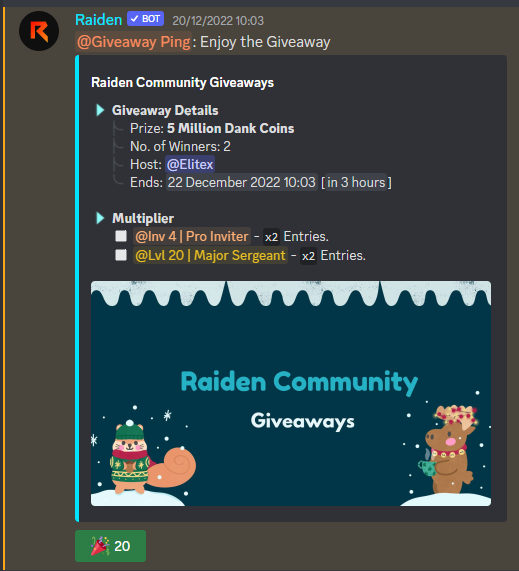 Raiden ✓ BOT 20/12/2022 10:03
@Giveaway Ping : Enjoy the Giveaway
Raiden Community Giveaways
Giveaway Details
Prize: 5 Million Dank Coins
No. of Winners: 2
Host: @Elitex
Ends: 22 December 2022 10:03 [ in 3 hours ]
Multiplier
@Inv 4 | Pro Inviter - x2 Entries.
@Lvl 20 | Major Sergeant - x2 Entries.
Raiden Community
Giveaways
🎉 20